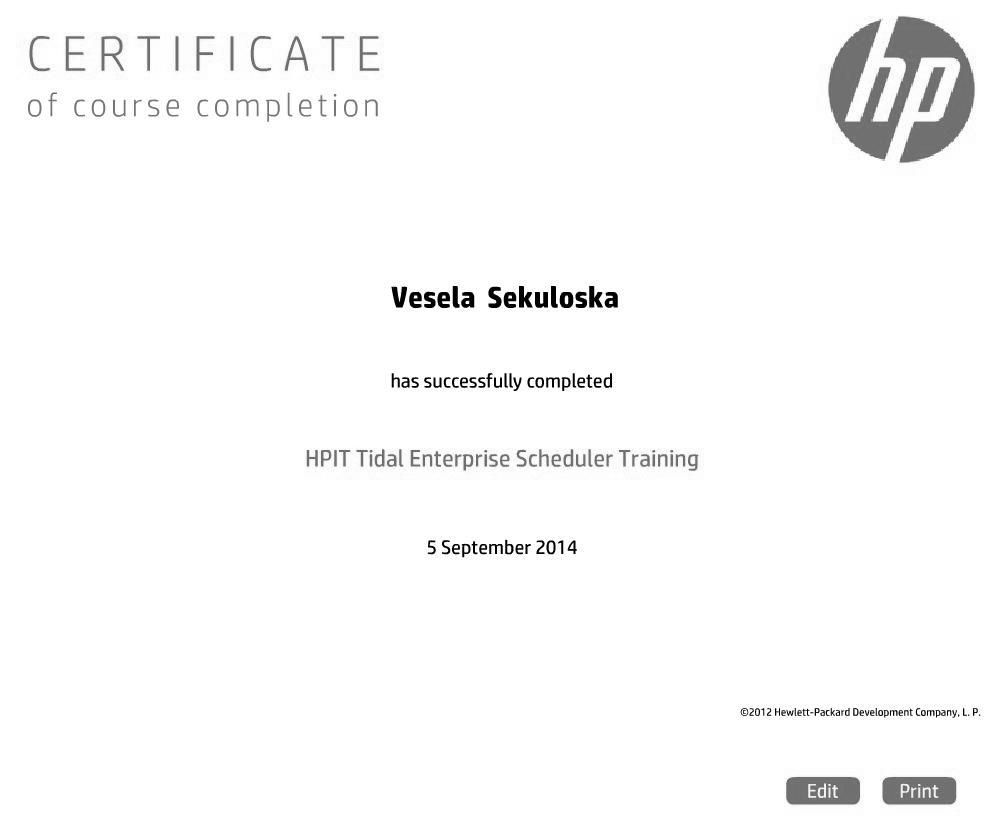 CERTIFICATE
of course completion
hp
Vesela Sekuloska
has successfully completed
HPIT Tidal Enterprise Scheduler Training
5 September 2014
©2012 Hewlett-Packard Development Company, L. P.
Edit
Print